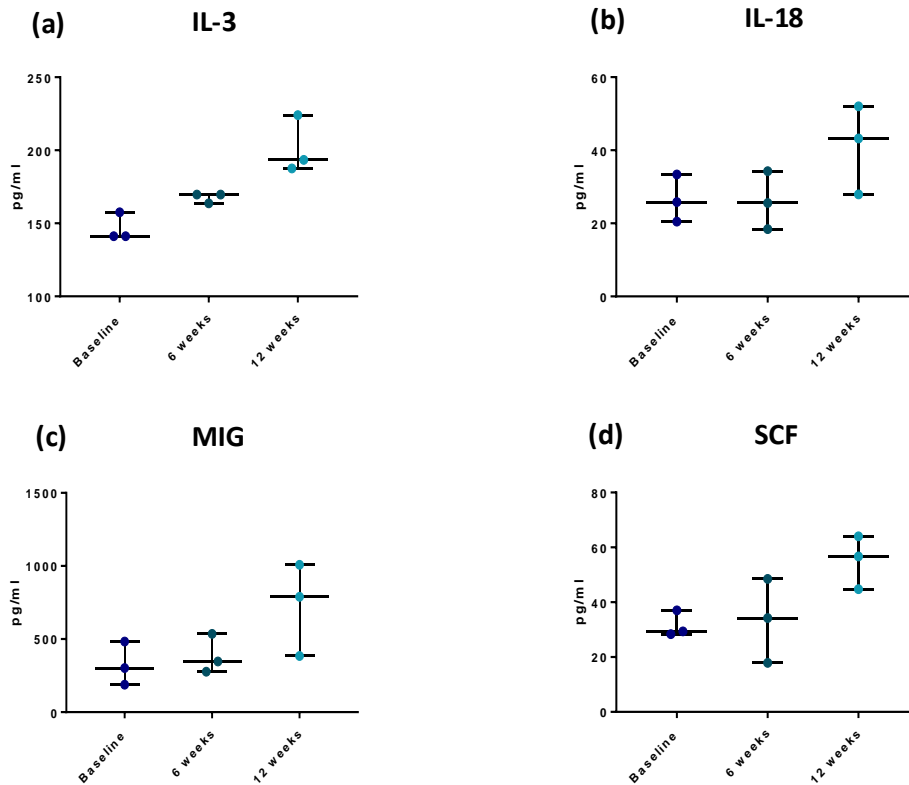 (a) IL-3
250
200
150
100
pg/ml
Baseline
6 weeks
12 weeks
(b) IL-18
60
40
20
0
pg/ml
Baseline
6 weeks
12 weeks
(c) MIG
1500
1000
500
0
pg/ml
Baseline
6 weeks
12 weeks
(d) SCF
80
60
40
20
0
pg/ml
Baseline
6 weeks
12 weeks